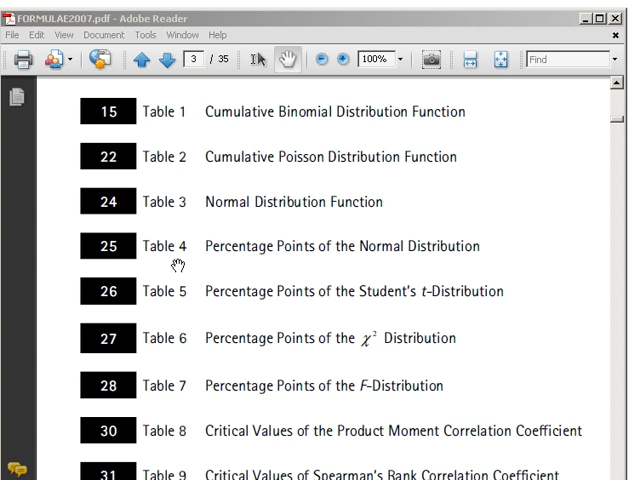 FORMULAE2007.pdf - Adobe Reader
File Edit View Document Tools Window Help
3 / 35 100% Find
15 Table 1 Cumulative Binomial Distribution Function
22 Table 2 Cumulative Poisson Distribution Function
24 Table 3 Normal Distribution Function
25 Table 4 Percentage Points of the Normal Distribution
26 Table 5 Percentage Points of the Student's t-Distribution
27 Table 6 Percentage Points of the χ² Distribution
28 Table 7 Percentage Points of the F-Distribution
30 Table 8 Critical Values of the Product Moment Correlation Coefficient
31 Table 9 Critical Values of Spearman's Rank Correlation Coefficient